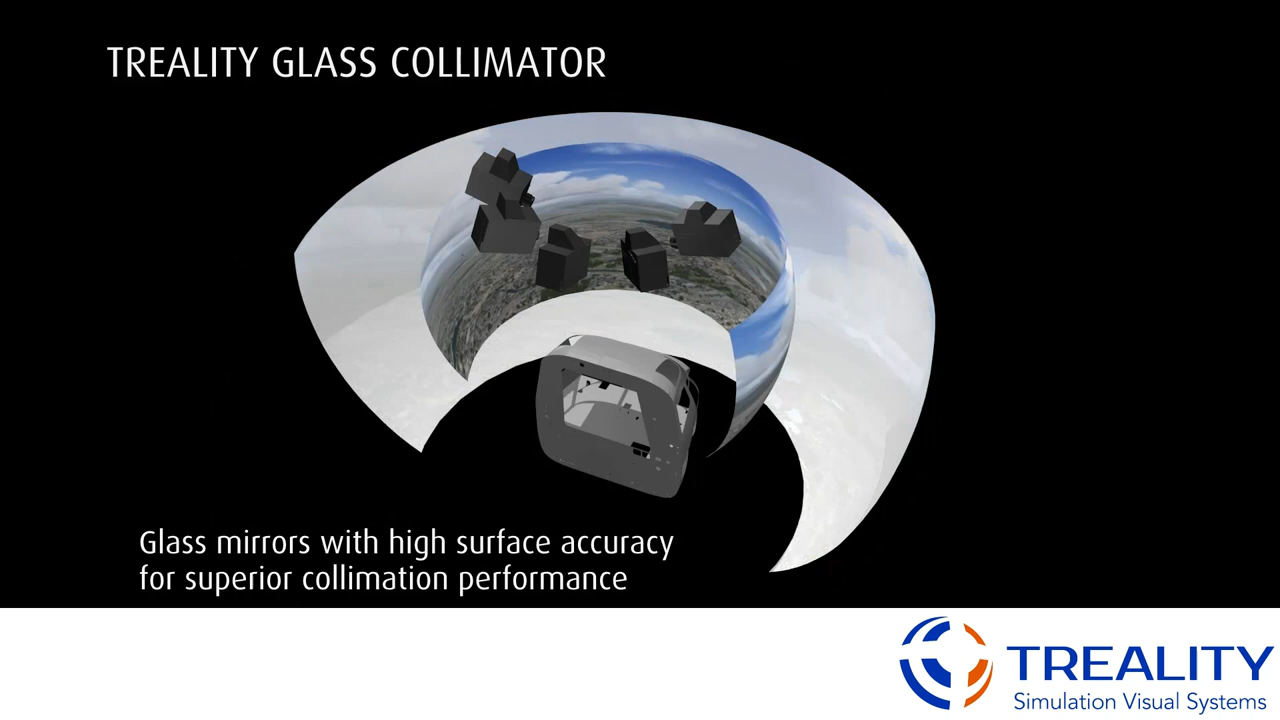 TREALITY GLASS COLLIMATOR
Glass mirrors with high surface accuracy
for superior collimation performance
TREALITY
Simulation Visual Systems